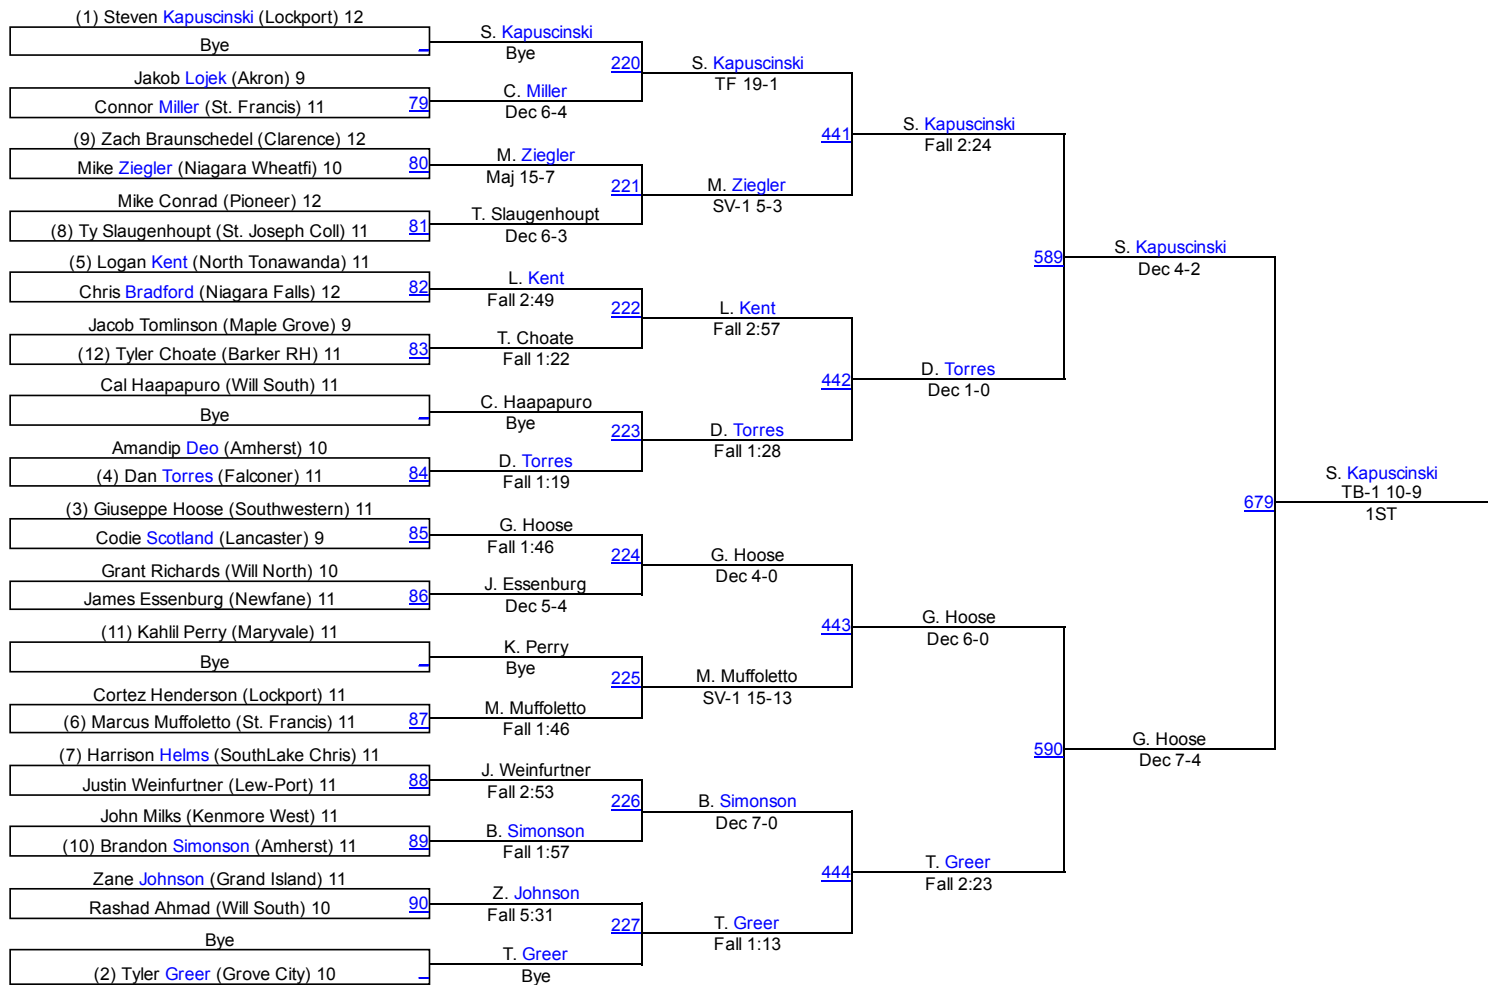 (1) Steven Kapuscinski (Lockport) 12
Bye
Jakob Lojek (Akron) 9
Connor Miller (St. Francis) 11
79
(9) Zach Braunschedel (Clarence) 12
Mike Ziegler (Niagara Wheatfi) 10
80
Mike Conrad (Pioneer) 12
(8) Ty Slaugenhoupt (St. Joseph Coll) 11
81
(5) Logan Kent (North Tonawanda) 11
Chris Bradford (Niagara Falls) 12
82
Jacob Tomlinson (Maple Grove) 9
(12) Tyler Choate (Barker RH) 11
83
Cal Haapapuro (Will South) 11
Bye
Amandip Deo (Amherst) 10
(4) Dan Torres (Falconer) 11
84
(3) Giuseppe Hoose (Southwestern) 11
Codie Scotland (Lancaster) 9
85
Grant Richards (Will North) 10
James Essenburg (Newfane) 11
86
(11) Kahlil Perry (Maryvale) 11
Bye
Cortez Henderson (Lockport) 11
(6) Marcus Muffoletto (St. Francis) 11
87
(7) Harrison Helms (SouthLake Chris) 11
Justin Weinfurtner (Lew-Port) 11
88
John Milks (Kenmore West) 11
(10) Brandon Simonson (Amherst) 11
89
Zane Johnson (Grand Island) 11
Rashad Ahmad (Will South) 10
90
Bye
(2) Tyler Greer (Grove City) 10
S. Kapuscinski
Bye
220
C. Miller
Dec 6-4
M. Ziegler
Maj 15-7
221
T. Slaugenhoupt
Dec 6-3
L. Kent
Fall 2:49
222
T. Choate
Fall 1:22
C. Haapapuro
Bye
223
D. Torres
Fall 1:19
G. Hoose
Fall 1:46
224
J. Essenburg
Dec 5-4
K. Perry
Bye
225
M. Muffoletto
Fall 1:46
J. Weinfurtner
Fall 2:53
226
B. Simonson
Fall 1:57
Z. Johnson
Fall 5:31
227
T. Greer
Bye
S. Kapuscinski
TF 19-1
441
M. Ziegler
SV-1 5-3
L. Kent
Fall 2:57
442
D. Torres
Fall 1:28
G. Hoose
Dec 4-0
443
M. Muffoletto
SV-1 15-13
B. Simonson
Dec 7-0
444
T. Greer
Fall 1:13
S. Kapuscinski
Fall 2:24
589
D. Torres
Dec 1-0
G. Hoose
Dec 6-0
590
T. Greer
Fall 2:23
S. Kapuscinski
Dec 4-2
679
G. Hoose
Dec 7-4
S. Kapuscinski
TB-1 10-9
1ST